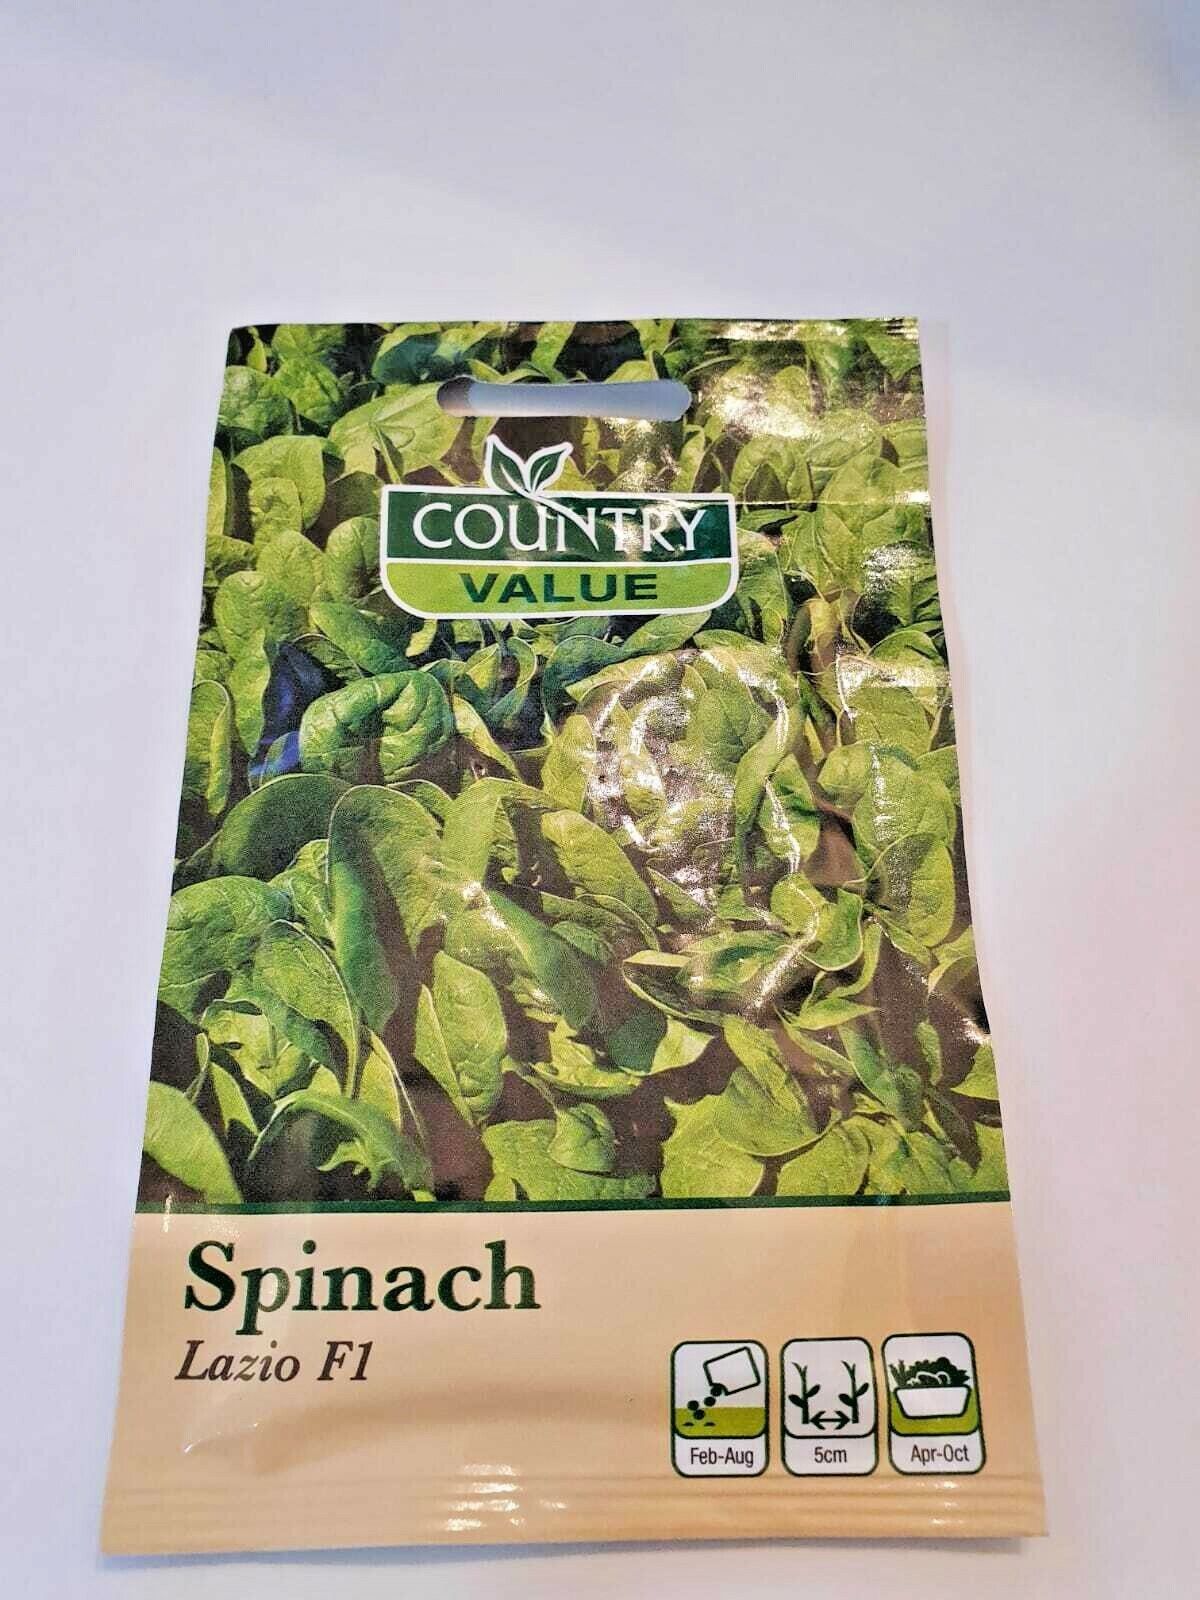 COUNTRY
VALUE
Spinach
Lazio F1
Feb-Aug
5cm
Apr-Oct